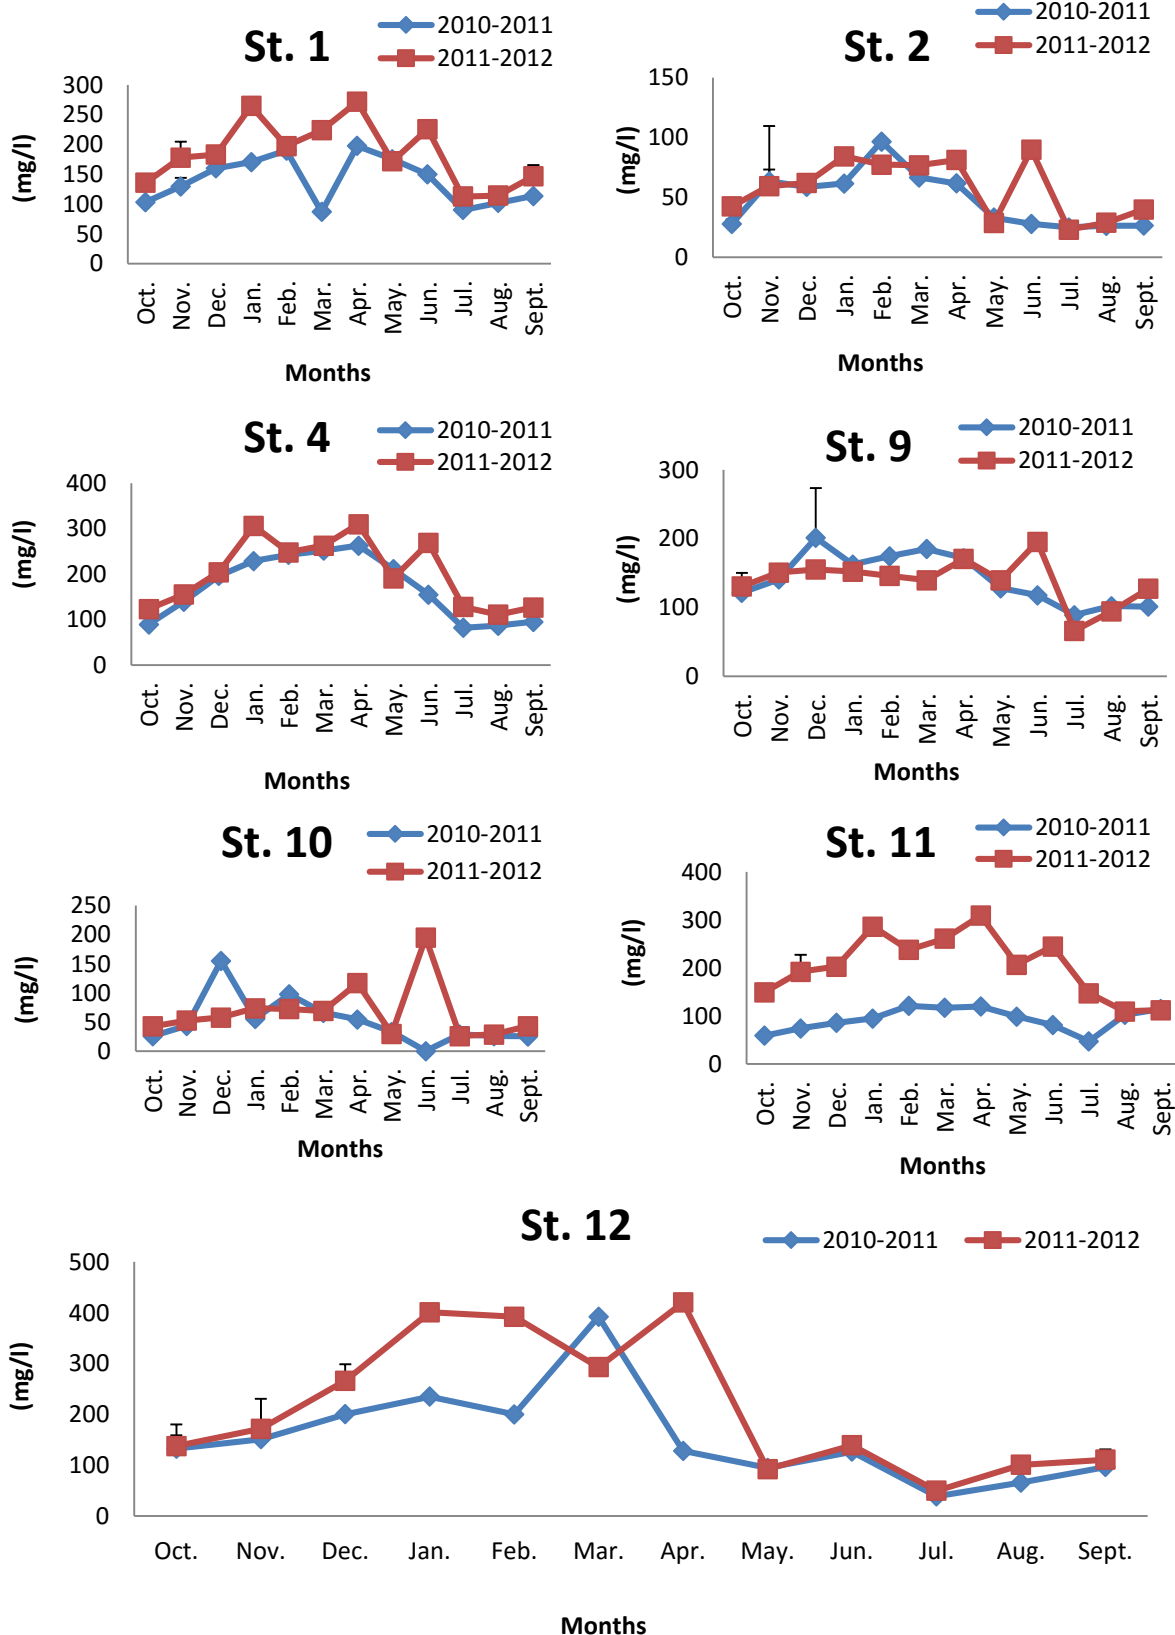 St. 1
2010-2011
2011-2012
(mg/l)
300
250
200
150
100
50
0
Oct.
Nov.
Dec.
Jan.
Feb.
Mar.
Apr.
May.
Jun.
Jul.
Aug.
Sept.
Months
St. 2
2010-2011
2011-2012
(mg/l)
150
100
50
0
Oct.
Nov.
Dec.
Jan.
Feb.
Mar.
Apr.
May.
Jun.
Jul.
Aug.
Sept.
Months
St. 4
2010-2011
2011-2012
(mg/l)
400
300
200
100
0
Oct.
Nov.
Dec.
Jan.
Feb.
Mar.
Apr.
May.
Jun.
Jul.
Aug.
Sept.
Months
St. 9
2010-2011
2011-2012
(mg/l)
300
200
100
0
Oct.
Nov.
Dec.
Jan.
Feb.
Mar.
Apr.
May.
Jun.
Jul.
Aug.
Sept.
Months
St. 10
2010-2011
2011-2012
(mg/l)
250
200
150
100
50
0
Oct.
Nov.
Dec.
Jan.
Feb.
Mar.
Apr.
May.
Jun.
Jul.
Aug.
Sept.
Months
St. 11
2010-2011
2011-2012
(mg/l)
400
300
200
100
0
Oct.
Nov.
Dec.
Jan.
Feb.
Mar.
Apr.
May.
Jun.
Jul.
Aug.
Sept.
Months
St. 12
2010-2011 2011-2012
(mg/l)
500
400
300
200
100
0
Oct. Nov. Dec. Jan. Feb. Mar. Apr. May. Jun. Jul. Aug. Sept.
Months